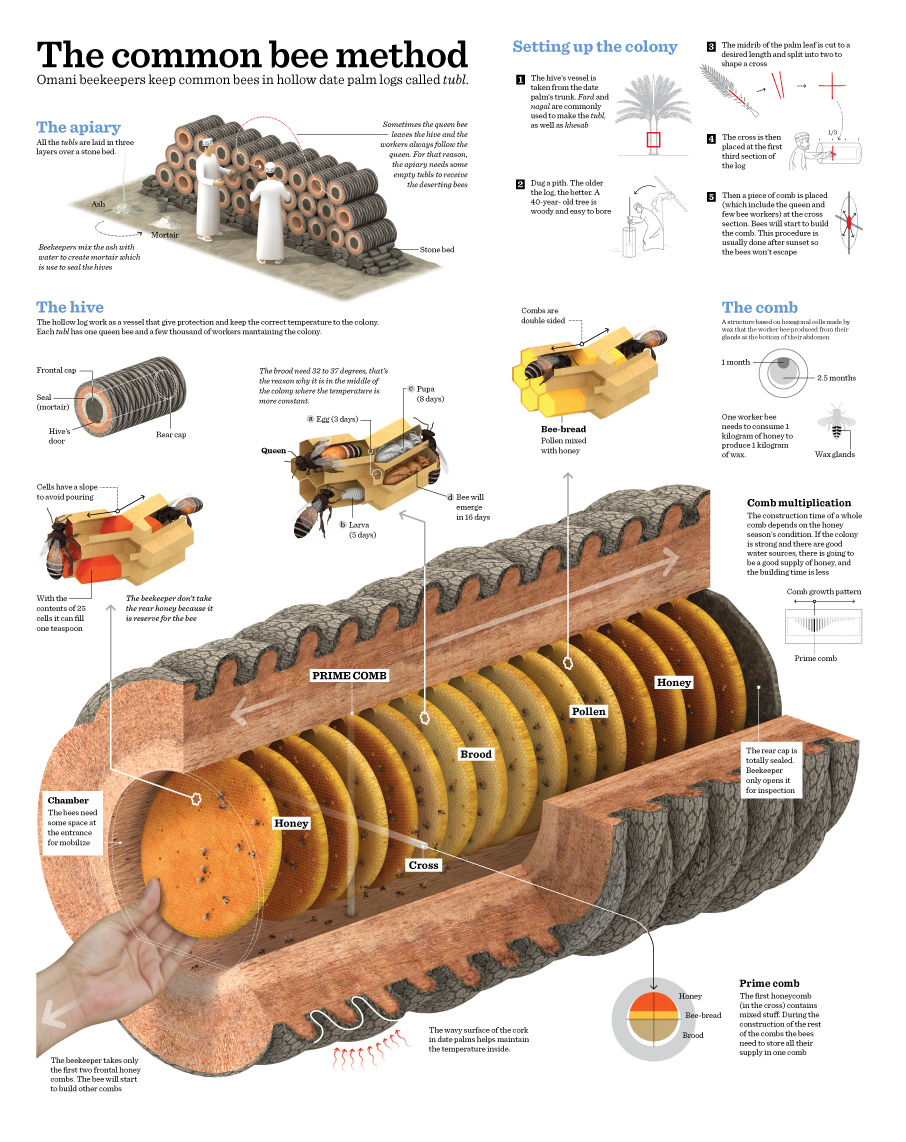 The common bee method
Omani beekeepers keep common bees in hollow date palm logs called tubl.
The apiary
All the tubls are laid in three
layers over a stone bed.
Sometimes the queen bee
leaves the hive and the
workers always follow the
queen. For that reason,
the apiary needs some
empty tubls to receive
the deserting bees
Ash
Mortair
Stone bed
Beekeepers mix the ash with
water to create mortair which
is use to seal the hives
Setting up the colony
1
The hive's vessel is
taken from the date
palm's trunk. Fard and
nagal are commonly
used to make the tubl,
as well as khesab
2
Dug a pith. The older
the log, the better. A
40-year- old tree is
woody and easy to bore
3
The midrib of the palm leaf is cut to a
desired length and split into two to
shape a cross
4
The cross is then
placed at the first
third section of
the log
1/3
5
Then a piece of comb is placed
(which include the queen and
few bee workers) at the cross
section. Bees will start to build
the comb. This procedure is
usually done after sunset so
the bees won't escape
The hive
The hollow log work as a vessel that give protection and keep the correct temperature to the colony.
Each tubl has one queen bee and a few thousand of workers mantaining the colony.
Frontal cap
Seal
(mortair)
Hive's
door
Rear cap
The brood need 32 to 37 degrees, that's
the reason why it is in the middle of
the colony where the temperature is
more constant.
c Pupa
(8 days)
a Egg (3 days)
Queen
b Larva
(5 days)
d Bee will
emerge
in 16 days
Combs are
double sided
Bee-bread
Pollen mixed
with honey
The comb
A structure based on hexagonal cells made by
wax that the worker bee produced from their
glands at the bottom of their abdomen
1 month
2.5 months
One worker bee
needs to consume 1
kilogram of honey to
produce 1 kilogram
of wax.
Wax glands
Cells have a slope
to avoid pouring
With the
contents of 25
cells it can fill
one teaspoon
The beekeeper don't take
the rear honey because it
is reserve for the bee
Comb multiplication
The construction time of a whole
comb depends on the honey
season's condition. If the colony
is strong and there are good
water sources, there is going to
be a good supply of honey, and
the building time is less
Comb growth pattern
Prime comb
PRIME COMB
Honey
Pollen
Brood
Honey
Cross
The rear cap is
totally sealed.
Beekeeper
only opens it
for inspection
Chamber
The bees need
some space at
the entrance
for mobilize
The beekeeper takes only
the first two frontal honey
combs. The bee will start
to build other combs
The wavy surface of the cork
in date palms helps maintain
the temperature inside.
Honey
Bee-bread
Brood
Prime comb
The first honeycomb
(in the cross) contains
mixed stuff. During the
construction of the rest
of the combs the bees
need to store all their
supply in one comb